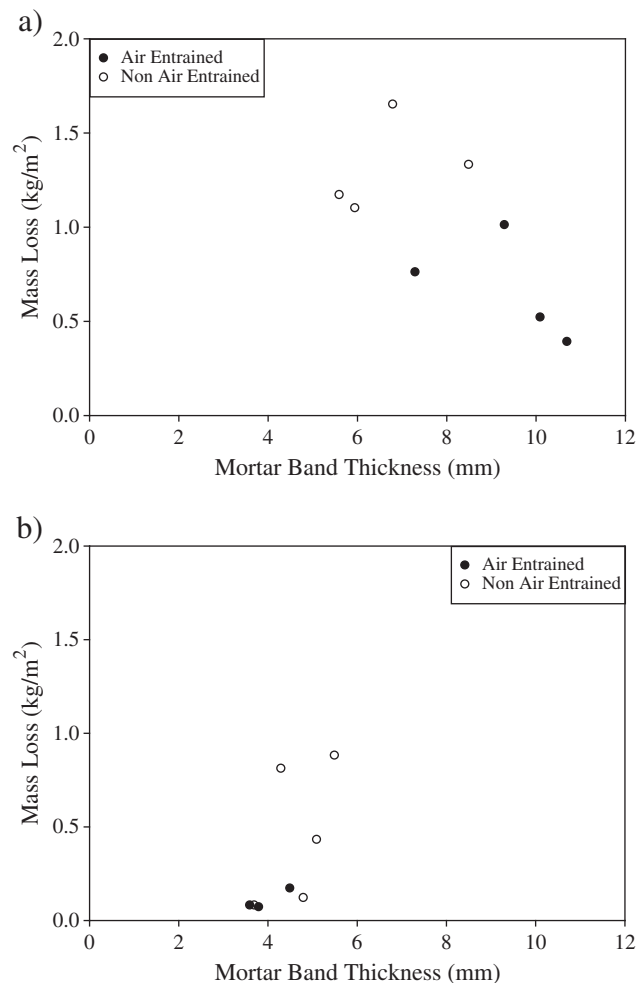 a)
2.0
Air Entrained
Non Air Entrained
1.5
1.0
0.5
0.0
Mass Loss (kg/m²)
0 2 4 6 8 10 12
Mortar Band Thickness (mm)
b)
2.0
Air Entrained
Non Air Entrained
1.5
1.0
0.5
0.0
Mass Loss (kg/m²)
0 2 4 6 8 10 12
Mortar Band Thickness (mm)